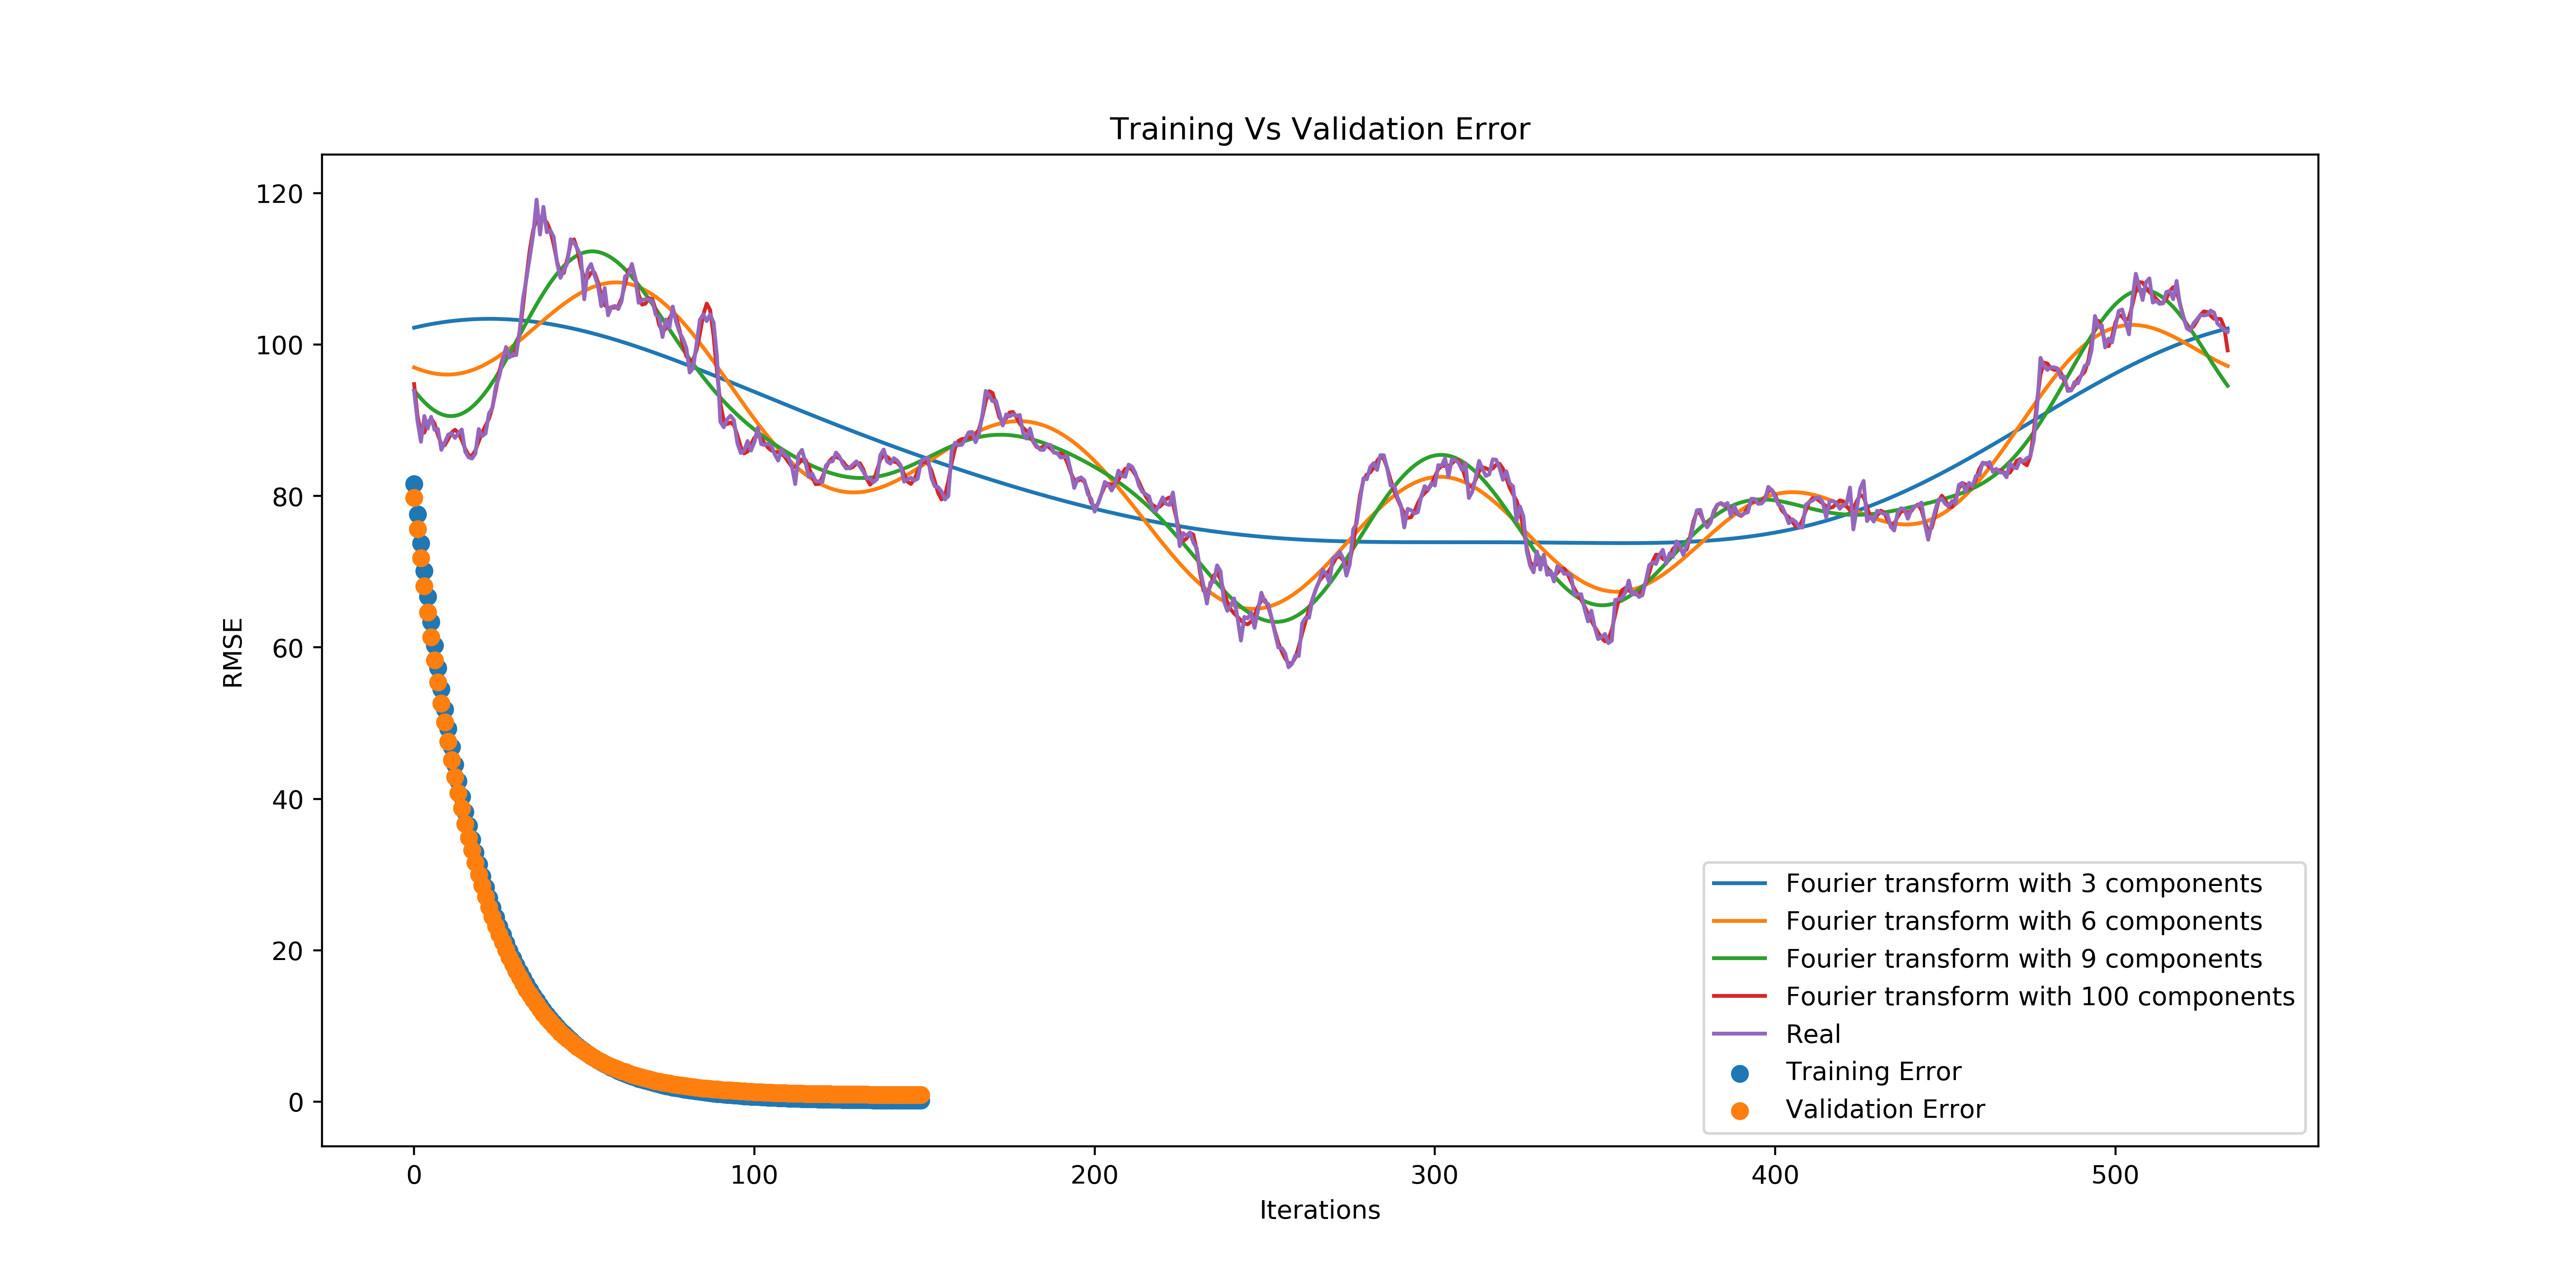 Training Vs Validation Error
120
100
80
60
40
20
0
RMSE
0 100 200 300 400 500
Iterations
Fourier transform with 3 components
Fourier transform with 6 components
Fourier transform with 9 components
Fourier transform with 100 components
Real
Training Error
Validation Error